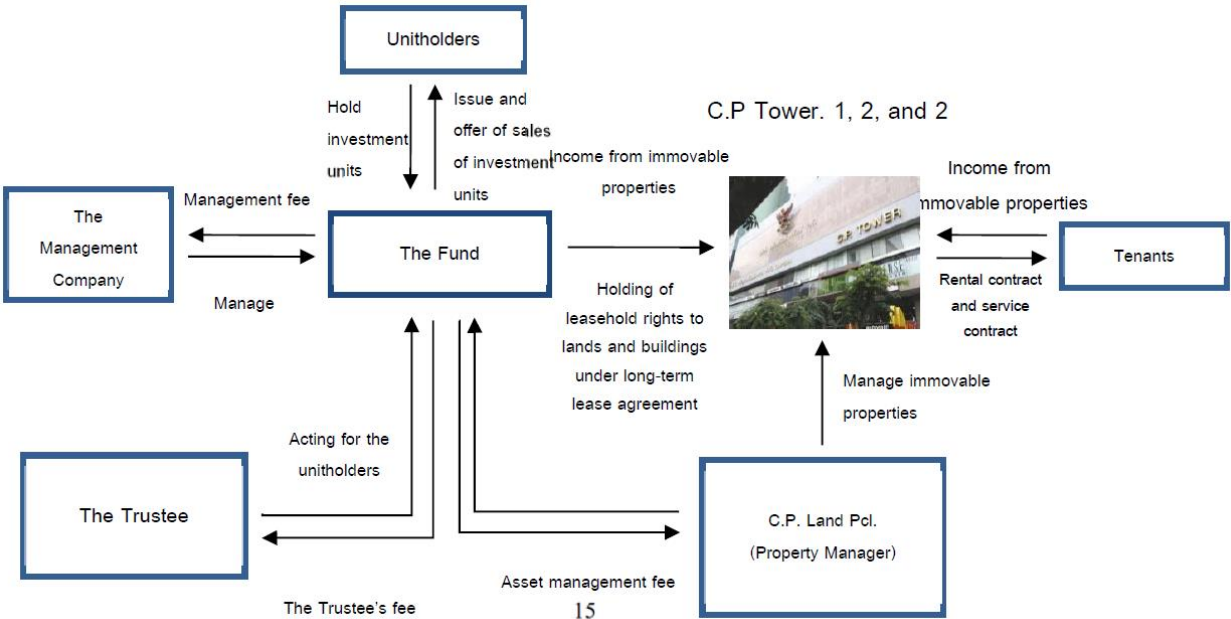 Unitholders
Hold
investment
units
Issue and
offer of sales
of investment
units
C.P Tower. 1, 2, and 2
Income from immovable
properties
Income from
mmovable properties
The
Management
Company
Management fee
Manage
The Fund
C.P. TOWER
Tenants
Holding of
leasehold rights to
lands and buildings
under long-term
lease agreement
Rental contract
and service
contract
Manage immovable
properties
Acting for the
unitholders
The Trustee
C.P. Land Pcl.
(Property Manager)
Asset management fee
The Trustee's fee
15